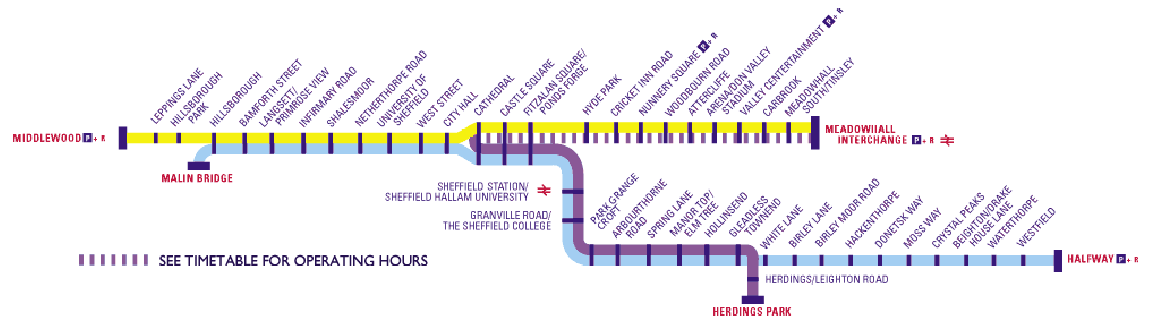 MIDDLEWOOD P + R
LEPPINGS LANE
HILLSBOROUGH
PARK
HILLSBOROUGH
BAMFORTH STREET
LANGSETT/
PRIMROSE VIEW
INFIRMARY ROAD
SHALESMOOR
NETHERTHORPE ROAD
UNIVERSITY OF
SHEFFIELD
WEST STREET
CITY HALL
CATHEDRAL
CASTLE SQUARE
FITZALAN SQUARE/
PONDS FORGE
HYDE PARK
CRICKET INN ROAD
NUNNERY SQUARE P + R
WOODBOURN ROAD
ATTERCLIFFE
ARENA/DON VALLEY
STADIUM
VALLEY CENTERTAINMENT P + R
CARBROOK
MEADOWHALL
SOUTH/TINSLEY
MEADOWHALL
INTERCHANGE P + R
MALIN BRIDGE
SHEFFIELD STATION/
SHEFFIELD HALLAM UNIVERSITY
GRANVILLE ROAD/
THE SHEFFIELD COLLEGE
PARK GRANGE
CROFT
ARBOURTHORNE
ROAD
SPRING LANE
MANOR TOP/
ELM TREE
HOLLINSEND
GLEADLESS
TOWNEND
WHITE LANE
BIRLEY LANE
BIRLEY MOOR ROAD
HACKENTHORPE
DONETSK WAY
MOSS WAY
CRYSTAL PEAKS
BEIGHTON/DRAKE
HOUSE LANE
WATERTHORPE
WESTFIELD
HALFWAY P + R
HERDINGS/LEIGHTON ROAD
HERDINGS PARK
SEE TIMETABLE FOR OPERATING HOURS